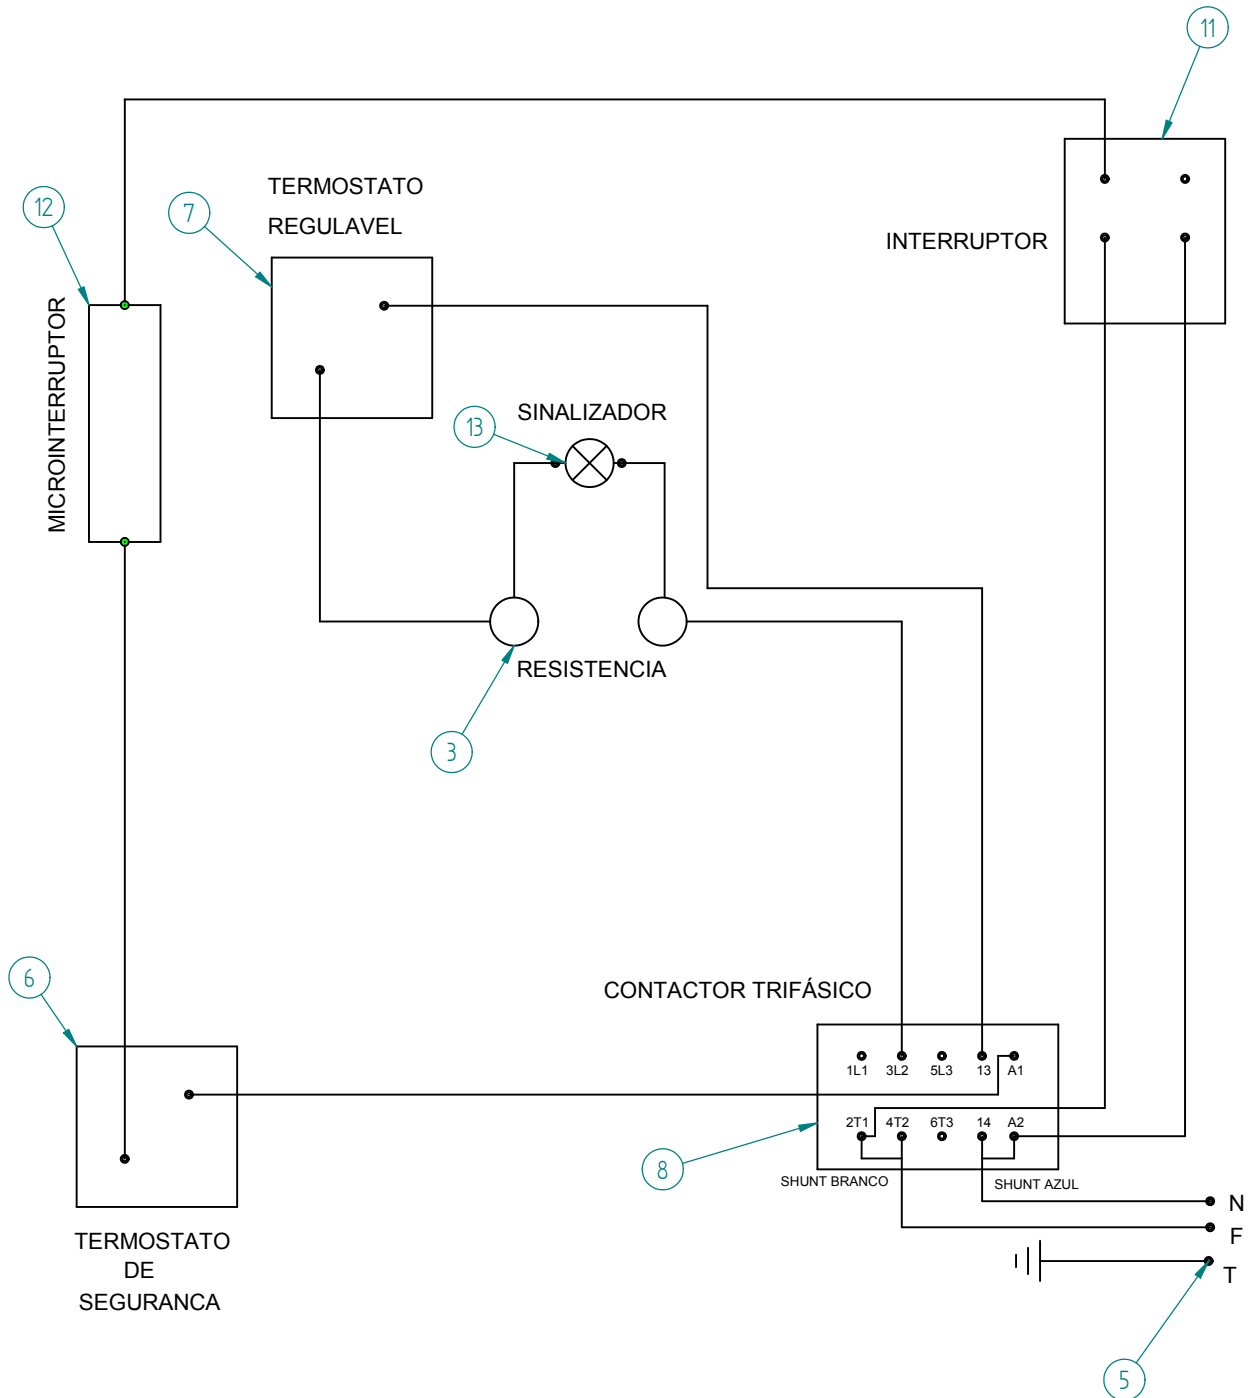 11
12
7
TERMOSTATO
REGULAVEL
INTERRUPTOR
MICROINTERRUPTOR
13
SINALIZADOR
RESISTENCIA
3
6
CONTACTOR TRIFÁSICO
1L1 3L2 5L3 13 A1
2T1 4T2 6T3 14 A2
8
SHUNT BRANCO
SHUNT AZUL
N
F
T
TERMOSTATO
DE
SEGURANCA
5